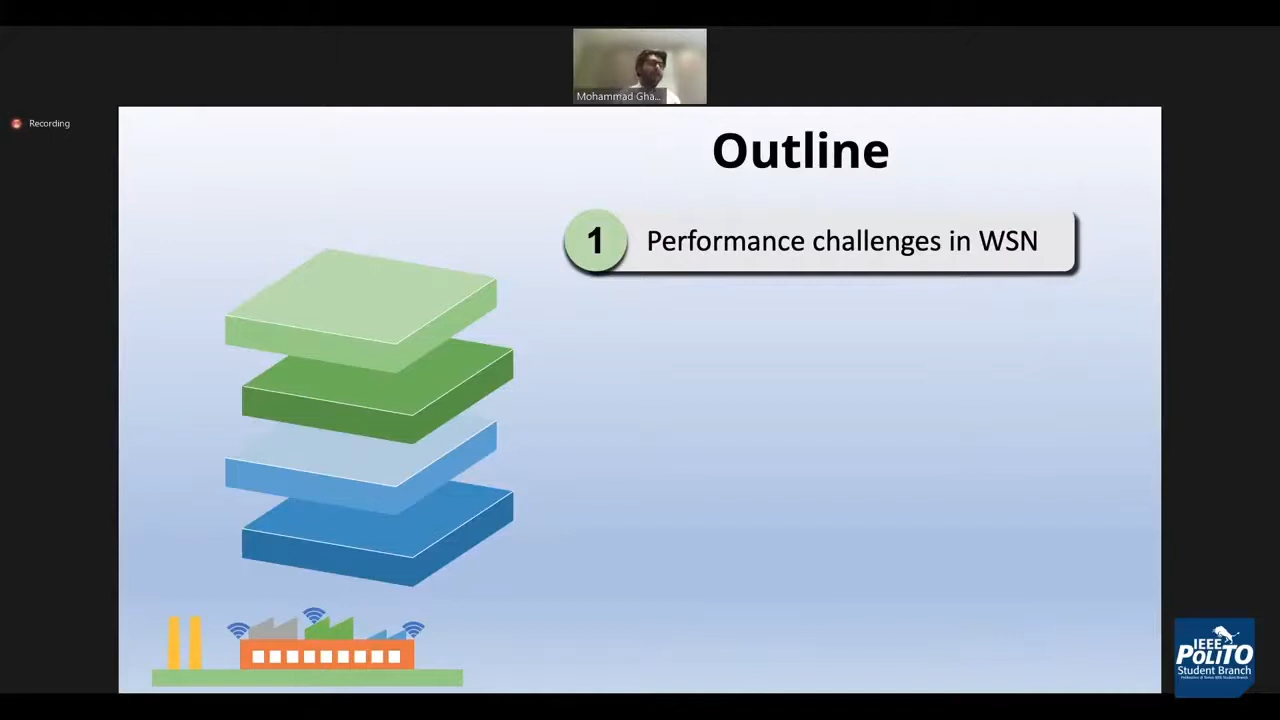 Mohammad Gha...
Recording
Outline
1 Performance challenges in WSN
IEEE
POLITO
Student Branch